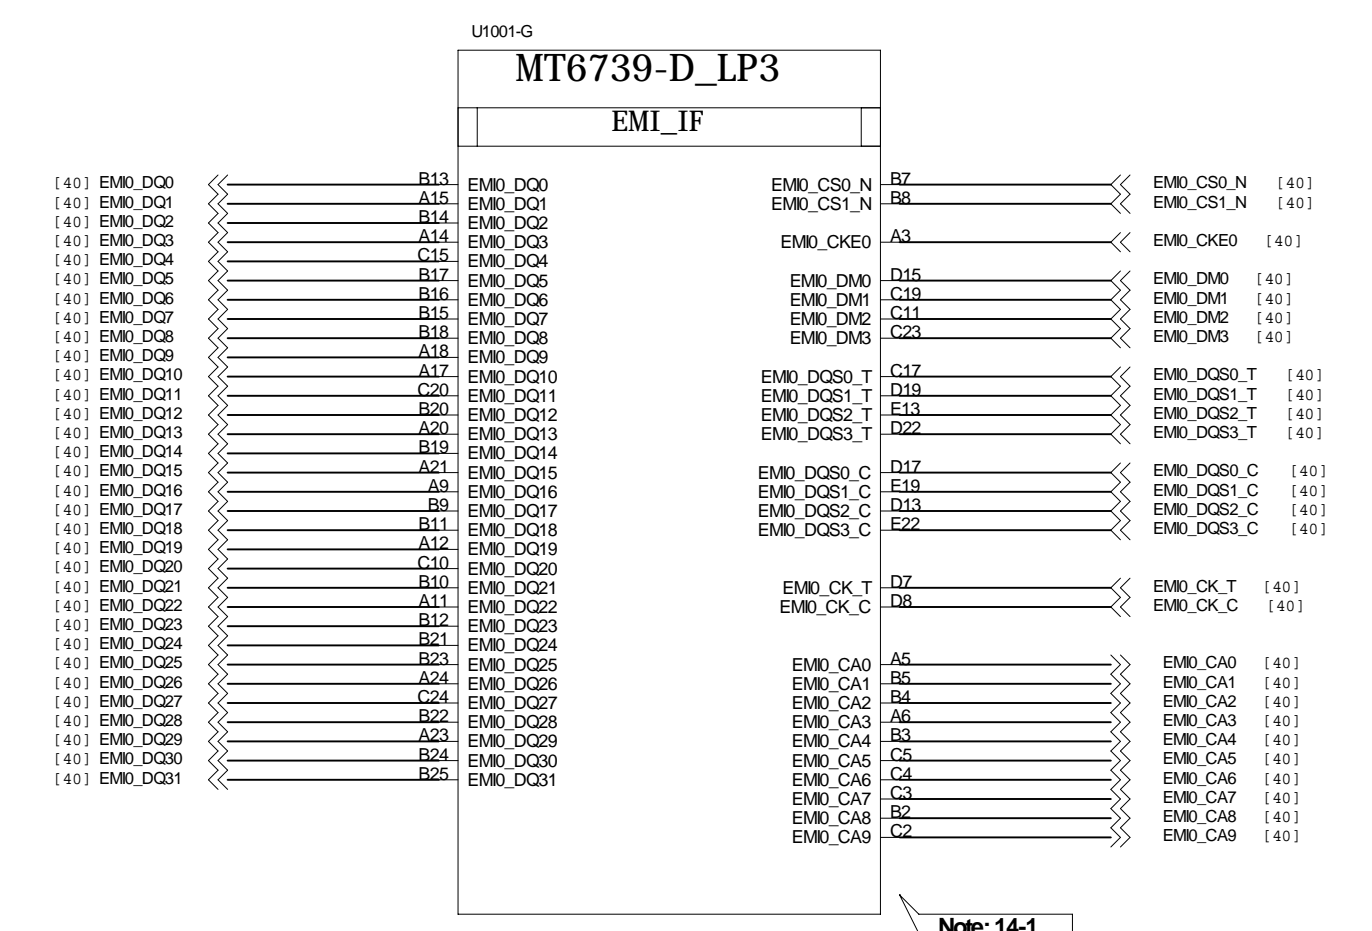 U1001-G
MT6739-D_LP3
EMI_IF
[40] EMI0_DQ0 B13 EMI0_DQ0 EMI0_CS0_N B7 EMI0_CS0_N [40]
[40] EMI0_DQ1 A15 EMI0_DQ1 EMI0_CS1_N B8 EMI0_CS1_N [40]
[40] EMI0_DQ2 B14 EMI0_DQ2
[40] EMI0_DQ3 A14 EMI0_DQ3 EMI0_CKE0 A3 EMI0_CKE0 [40]
[40] EMI0_DQ4 C15 EMI0_DQ4
[40] EMI0_DQ5 B17 EMI0_DQ5 EMI0_DM0 D15 EMI0_DM0 [40]
[40] EMI0_DQ6 B16 EMI0_DQ6 EMI0_DM1 C19 EMI0_DM1 [40]
[40] EMI0_DQ7 B15 EMI0_DQ7 EMI0_DM2 C11 EMI0_DM2 [40]
[40] EMI0_DQ8 B18 EMI0_DQ8 EMI0_DM3 C23 EMI0_DM3 [40]
[40] EMI0_DQ9 A18 EMI0_DQ9
[40] EMI0_DQ10 A17 EMI0_DQ10 EMI0_DQS0_T C17 EMI0_DQS0_T [40]
[40] EMI0_DQ11 C20 EMI0_DQ11 EMI0_DQS1_T D19 EMI0_DQS1_T [40]
[40] EMI0_DQ12 B20 EMI0_DQ12 EMI0_DQS2_T E13 EMI0_DQS2_T [40]
[40] EMI0_DQ13 A20 EMI0_DQ13 EMI0_DQS3_T D22 EMI0_DQS3_T [40]
[40] EMI0_DQ14 B19 EMI0_DQ14
[40] EMI0_DQ15 A21 EMI0_DQ15 EMI0_DQS0_C D17 EMI0_DQS0_C [40]
[40] EMI0_DQ16 A9 EMI0_DQ16 EMI0_DQS1_C E19 EMI0_DQS1_C [40]
[40] EMI0_DQ17 B9 EMI0_DQ17 EMI0_DQS2_C D13 EMI0_DQS2_C [40]
[40] EMI0_DQ18 B11 EMI0_DQ18 EMI0_DQS3_C E22 EMI0_DQS3_C [40]
[40] EMI0_DQ19 A12 EMI0_DQ19
[40] EMI0_DQ20 C10 EMI0_DQ20
[40] EMI0_DQ21 B10 EMI0_DQ21 EMI0_CK_T D7 EMI0_CK_T [40]
[40] EMI0_DQ22 A11 EMI0_DQ22 EMI0_CK_C D8 EMI0_CK_C [40]
[40] EMI0_DQ23 B12 EMI0_DQ23
[40] EMI0_DQ24 B21 EMI0_DQ24
[40] EMI0_DQ25 B23 EMI0_DQ25 EMI0_CA0 A5 EMI0_CA0 [40]
[40] EMI0_DQ26 A24 EMI0_DQ26 EMI0_CA1 B5 EMI0_CA1 [40]
[40] EMI0_DQ27 C24 EMI0_DQ27 EMI0_CA2 B4 EMI0_CA2 [40]
[40] EMI0_DQ28 B22 EMI0_DQ28 EMI0_CA3 A6 EMI0_CA3 [40]
[40] EMI0_DQ29 A23 EMI0_DQ29 EMI0_CA4 B3 EMI0_CA4 [40]
[40] EMI0_DQ30 B24 EMI0_DQ30 EMI0_CA5 C5 EMI0_CA5 [40]
[40] EMI0_DQ31 B25 EMI0_DQ31 EMI0_CA6 C4 EMI0_CA6 [40]
EMI0_CA7 C3 EMI0_CA7 [40]
EMI0_CA8 B2 EMI0_CA8 [40]
EMI0_CA9 C2 EMI0_CA9 [40]
Note: 14-1